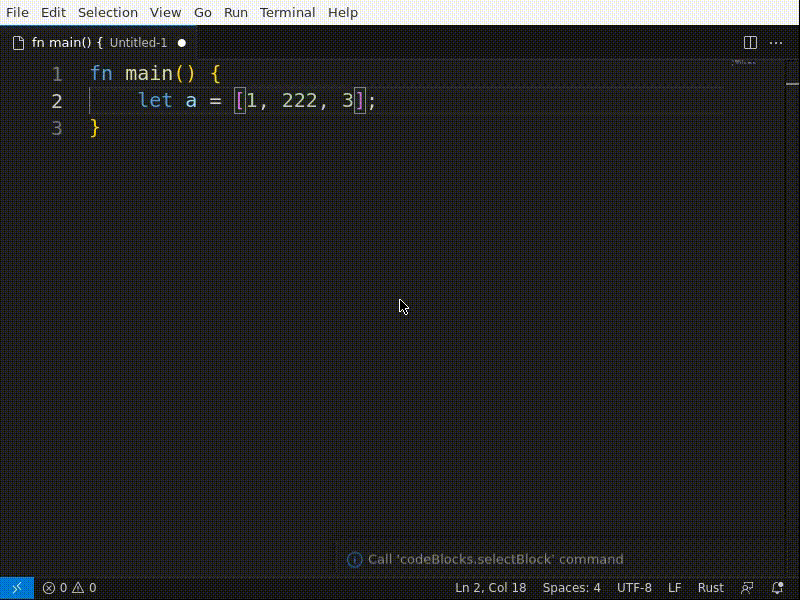 File Edit Selection View Go Run Terminal Help
fn main() { Untitled-1
1 fn main() {
2 let a = [1, 222, 3];
3 }
Call 'codeBlocks.selectBlock' command
0 0 Ln 2, Col 18 Spaces: 4 UTF-8 LF Rust